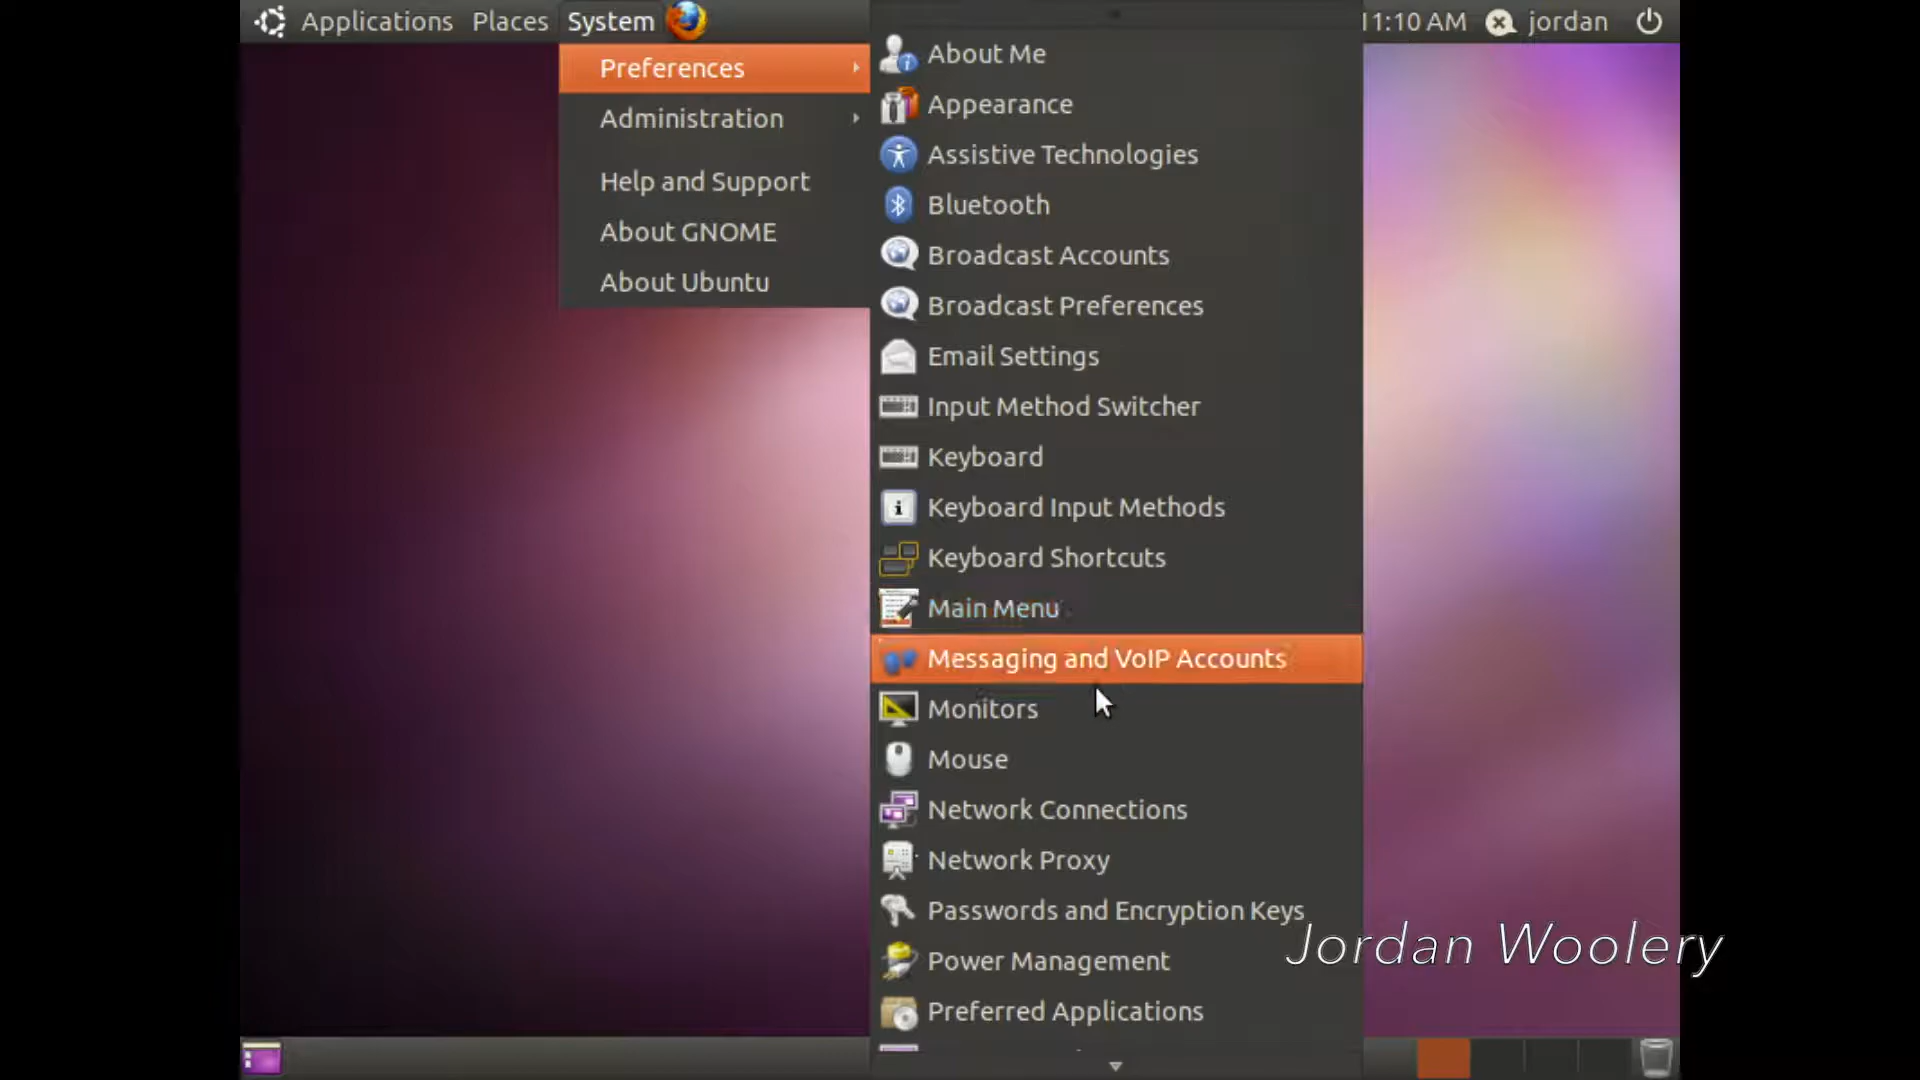 Applications Places System
11:10 AM jordan
Preferences
Administration
Help and Support
About GNOME
About Ubuntu
About Me
Appearance
Assistive Technologies
Bluetooth
Broadcast Accounts
Broadcast Preferences
Email Settings
Input Method Switcher
Keyboard
Keyboard Input Methods
Keyboard Shortcuts
Main Menu
Messaging and VoIP Accounts
Monitors
Mouse
Network Connections
Network Proxy
Passwords and Encryption Keys
Power Management
Preferred Applications
Jordan Woolery